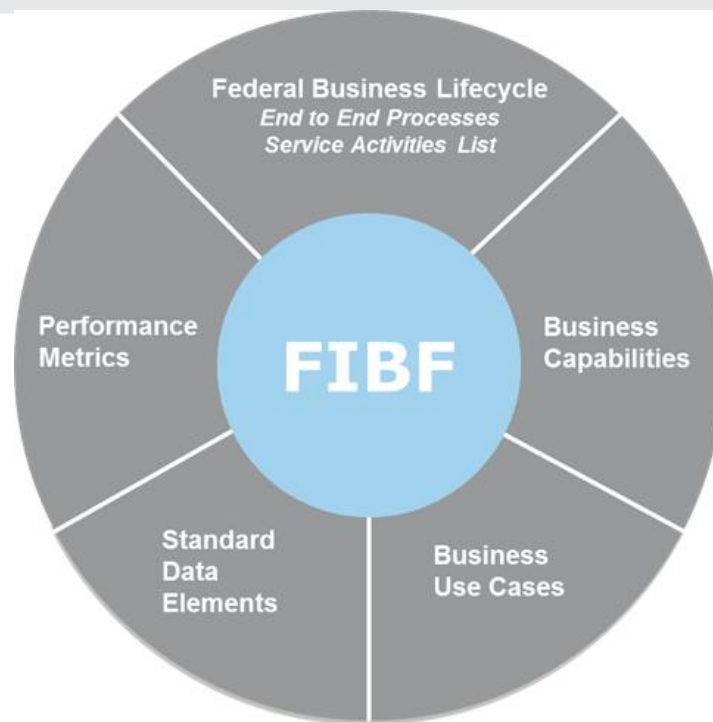 Federal Business Lifecycle
End to End Processes
Service Activities List
Performance
Metrics
FIBF
Business
Capabilities
Standard
Data
Elements
Business
Use Cases